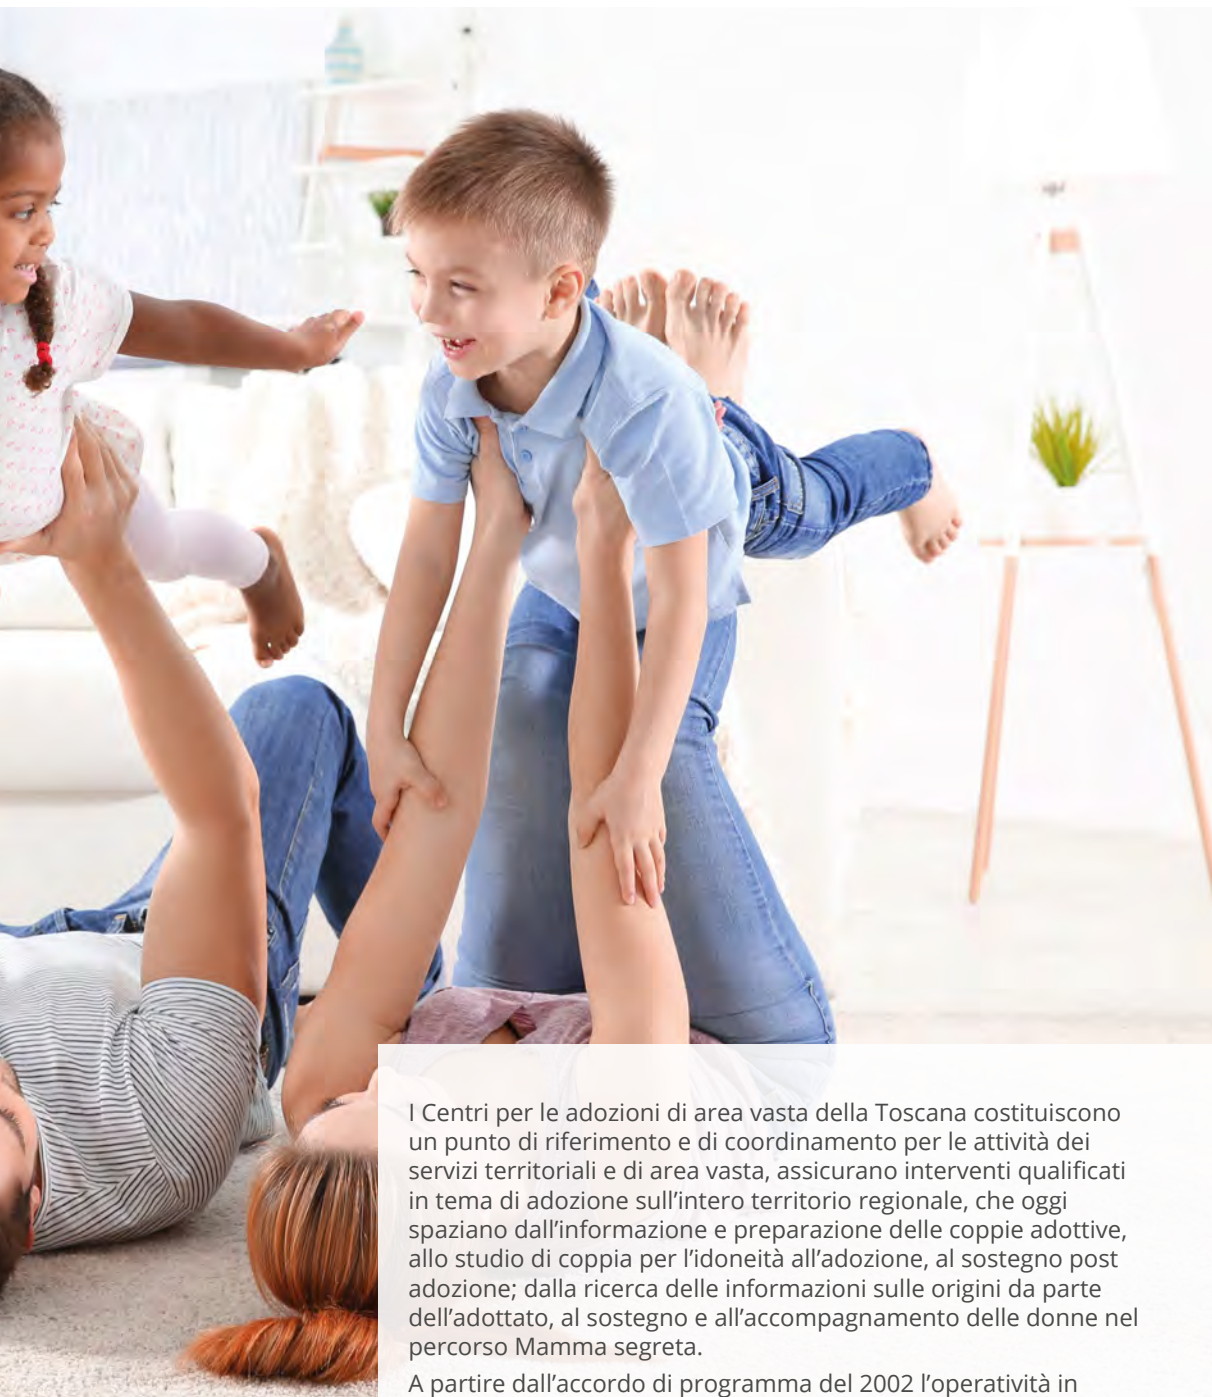 I Centri per le adozioni di area vasta della Toscana costituiscono
un punto di riferimento e di coordinamento per le attività dei
servizi territoriali e di area vasta, assicurano interventi qualificati
in tema di adozione sull'intero territorio regionale, che oggi
spaziano dall'informazione e preparazione delle coppie adottive,
allo studio di coppia per l'idoneità all'adozione, al sostegno post
adozione; dalla ricerca delle informazioni sulle origini da parte
dell'adottato, al sostegno e all'accompagnamento delle donne nel
percorso Mamma segreta.
A partire dall'accordo di programma del 2002 l'operatività in